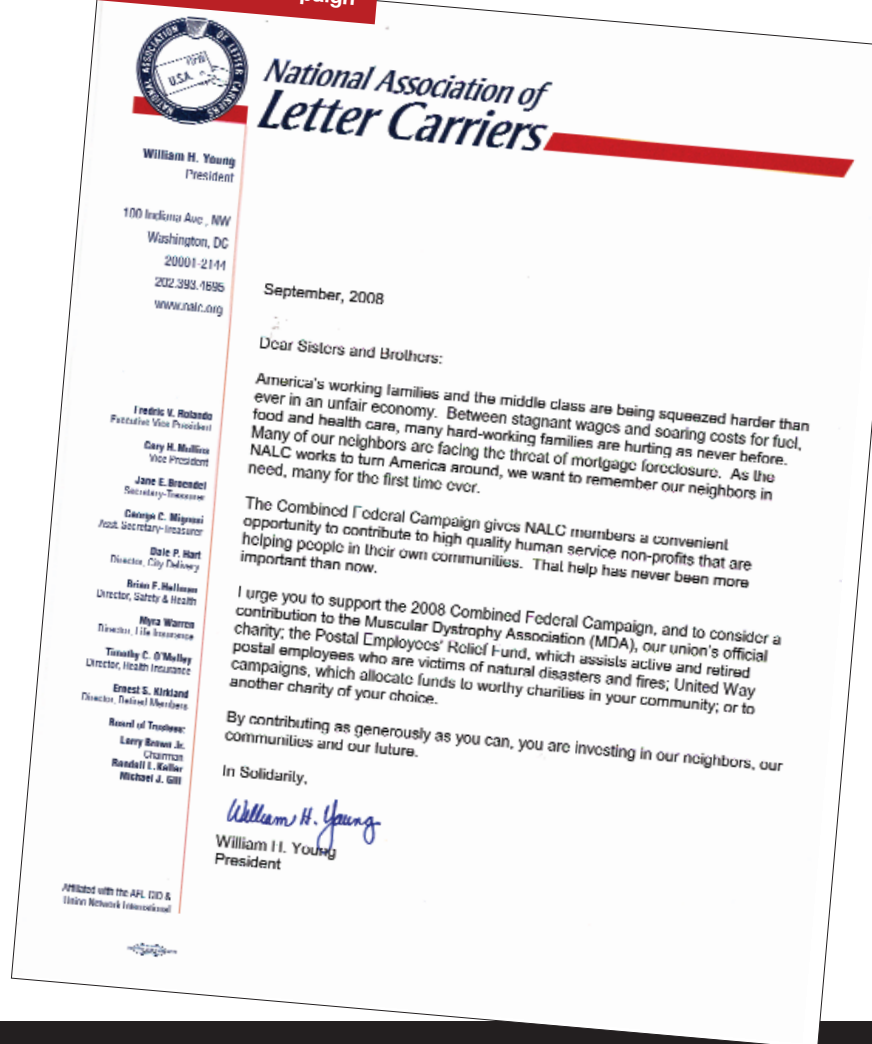 paign
NATIONAL ASSOCIATION OF LETTER CARRIERS
U.S.A.
National Association of
Letter Carriers
William H. Young
President
100 Indiana Ave., NW
Washington, DC
20001-2144
202.393.4695
www.nalc.org
Fredric V. Rolando
Executive Vice President
Gary H. Mullins
Vice President
Jane E. Broendel
Secretary-Treasurer
George C. Mignosi
Asst. Secretary-Treasurer
Dale P. Hart
Director, City Delivery
Brian F. Hellman
Director, Safety & Health
Myra Warren
Director, Life Insurance
Timothy C. O'Malley
Director, Health Insurance
Ernest S. Kirkland
Director, Retired Members
Board of Trustees:
Larry Brown Jr.
Chairman
Randall L. Keller
Michael J. Gill
Affiliated with the AFL-CIO &
Union Network International
September, 2008
Dear Sisters and Brothers:
America's working families and the middle class are being squeezed harder than
ever in an unfair economy. Between stagnant wages and soaring costs for fuel,
food and health care, many hard-working families are hurting as never before.
Many of our neighbors are facing the threat of mortgage foreclosure. As the
NALC works to turn America around, we want to remember our neighbors in
need, many for the first time ever.
The Combined Federal Campaign gives NALC members a convenient
opportunity to contribute to high quality human service non-profits that are
helping people in their own communities. That help has never been more
important than now.
I urge you to support the 2008 Combined Federal Campaign, and to consider a
contribution to the Muscular Dystrophy Association (MDA), our union's official
charity; the Postal Employees' Relief Fund, which assists active and retired
postal employees who are victims of natural disasters and fires; United Way
campaigns, which allocate funds to worthy charities in your community; or to
another charity of your choice.
By contributing as generously as you can, you are investing in our neighbors, our
communities and our future.
In Solidarity,
William H. Young
William H. Young
President